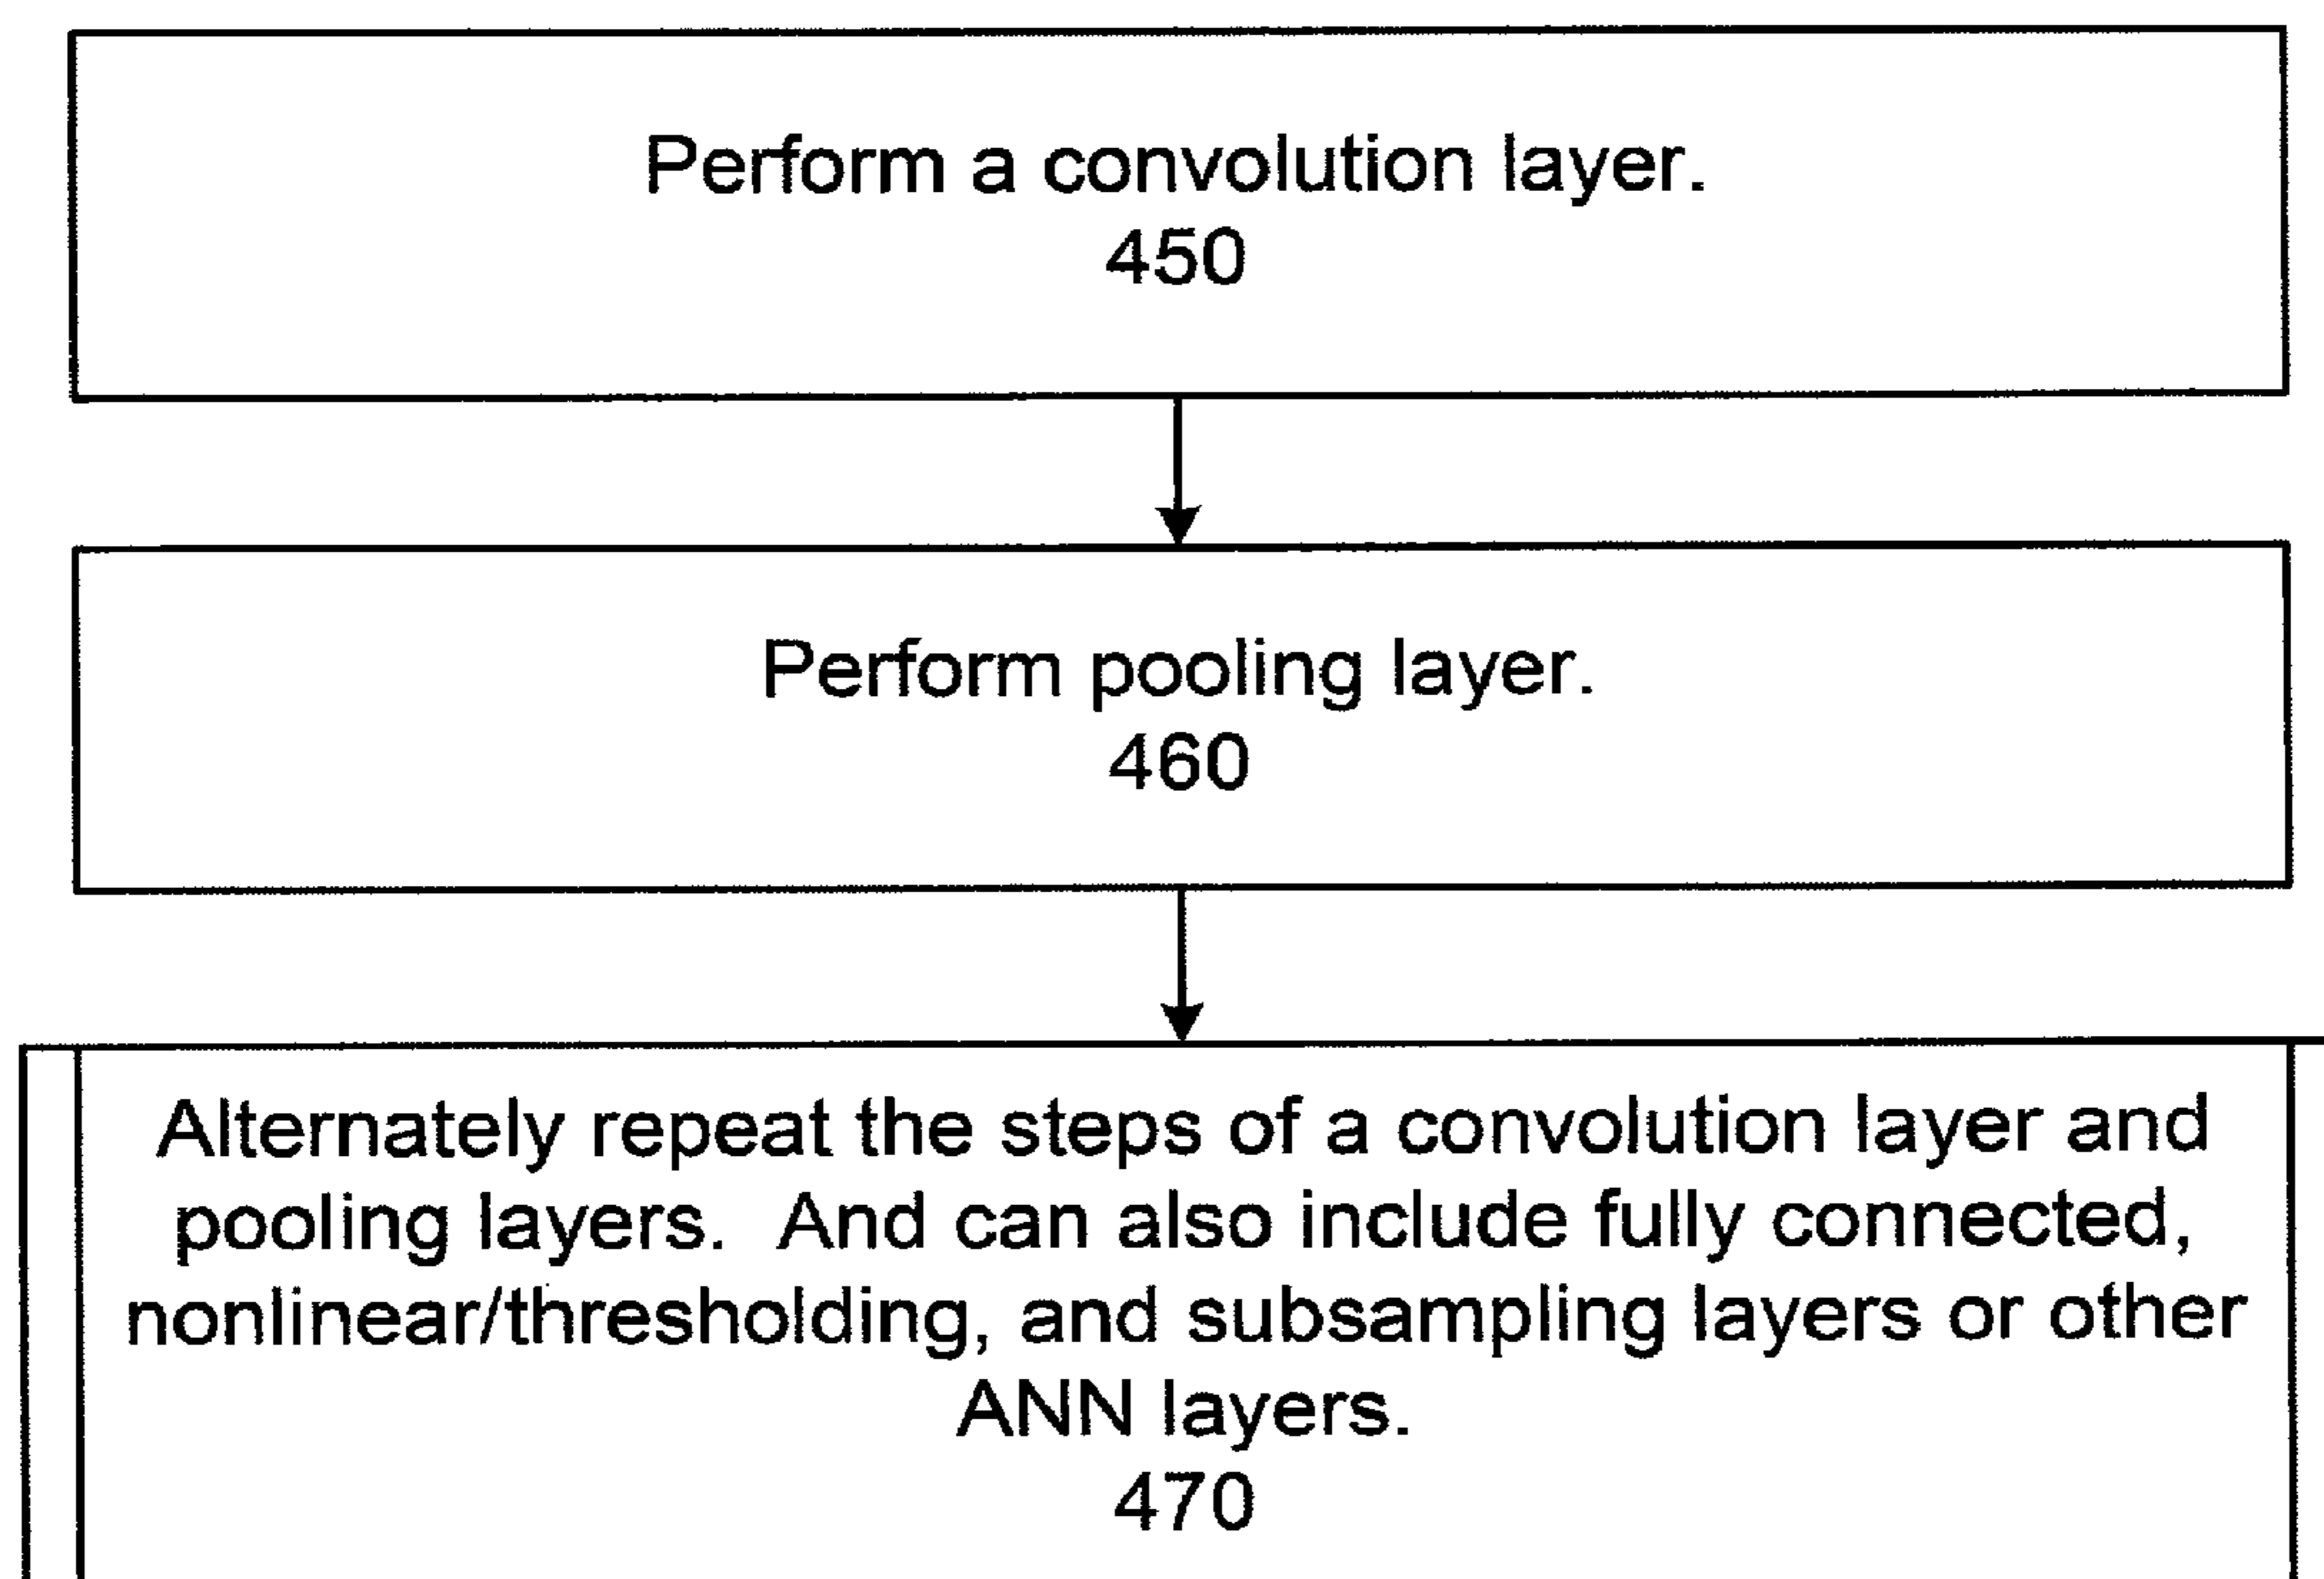 Perform a convolution layer.
450
Perform pooling layer.
460
Alternately repeat the steps of a convolution layer and
pooling layers. And can also include fully connected,
nonlinear/thresholding, and subsampling layers or other
ANN layers.
470